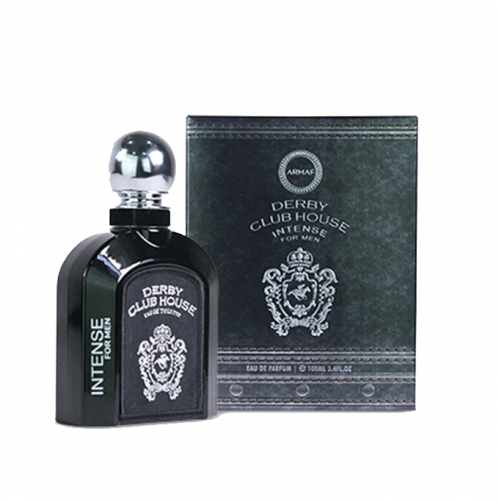 INTENSE
FOR MEN
DERBY
CLUB HOUSE
EAU DE TOILETTE
ARMAF
DERBY
CLUB HOUSE
INTENSE
FOR MEN
EAU DE PARFUM | 100ML 3.4FL.OZ